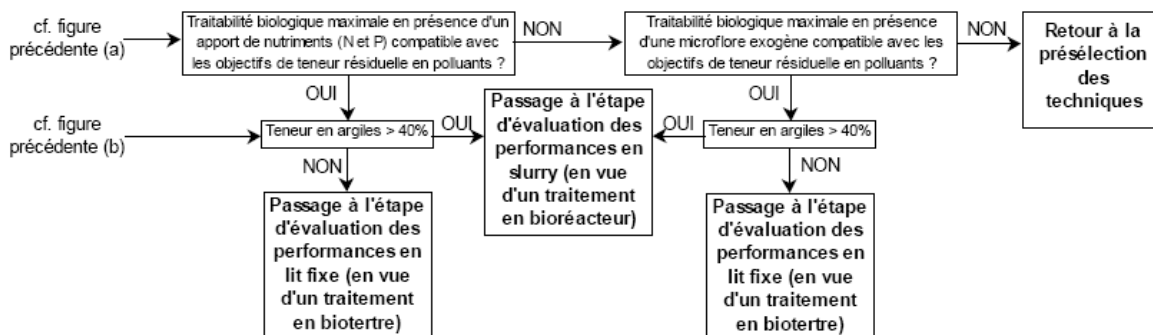 cf. figure
précédente (a)
Traitabilité biologique maximale en présence d'un
apport de nutriments (N et P) compatible avec
les objectifs de teneur résiduelle en polluants ?
NON
Traitabilité biologique maximale en présence
d'une microflore exogène compatible avec les
objectifs de teneur résiduelle en polluants ?
NON
Retour à la
présélection
des
techniques
OUI
OUI
cf. figure
précédente (b)
Teneur en argiles > 40%
OUI
Passage à l'étape
d'évaluation des
performances en
slurry (en vue
d'un traitement
en bioréacteur)
OUI
Teneur en argiles > 40%
NON
NON
Passage à l'étape
d'évaluation des
performances en
lit fixe (en vue
d'un traitement
en biotertre)
Passage à l'étape
d'évaluation des
performances en
lit fixe (en vue
d'un traitement
en biotertre)